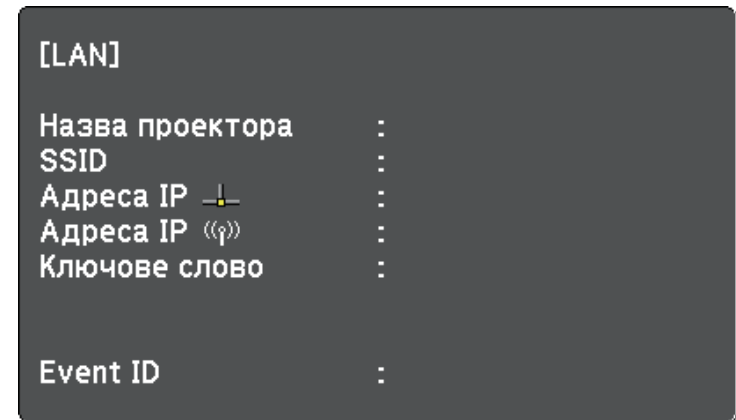 [LAN]
Назва проектора :
SSID :
Адреса IP :
Адреса IP :
Ключове слово :
Event ID :